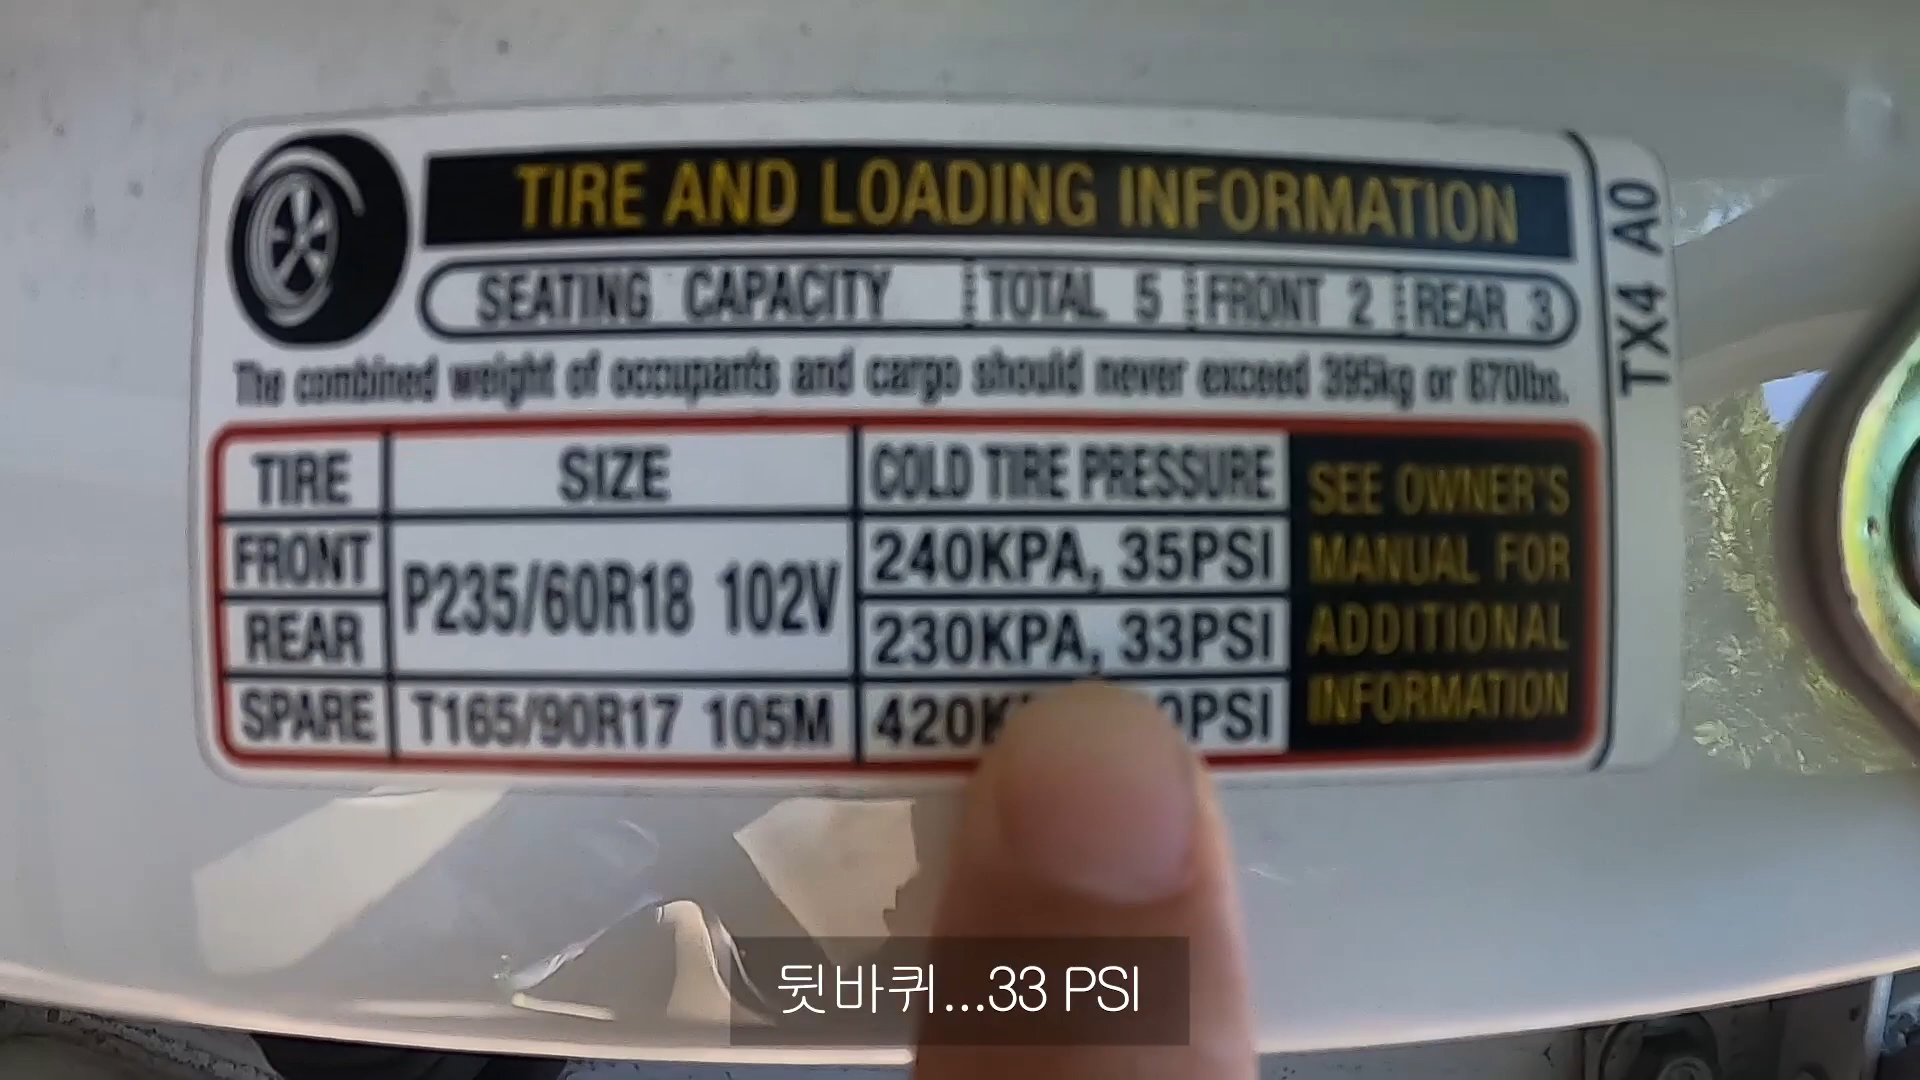 TIRE AND LOADING INFORMATION
SEATING CAPACITY TOTAL 5 FRONT 2 REAR 3
The combined weight of occupants and cargo should never exceed 395kg or 870lbs.
TIRE SIZE COLD TIRE PRESSURE
FRONT P235/60R18 102V 240KPA, 35PSI
REAR 230KPA, 33PSI
SPARE T165/90R17 105M PSI
SEE OWNER'S
MANUAL FOR
ADDITIONAL
INFORMATION
TX4 A0
뒷바퀴...33 PSI